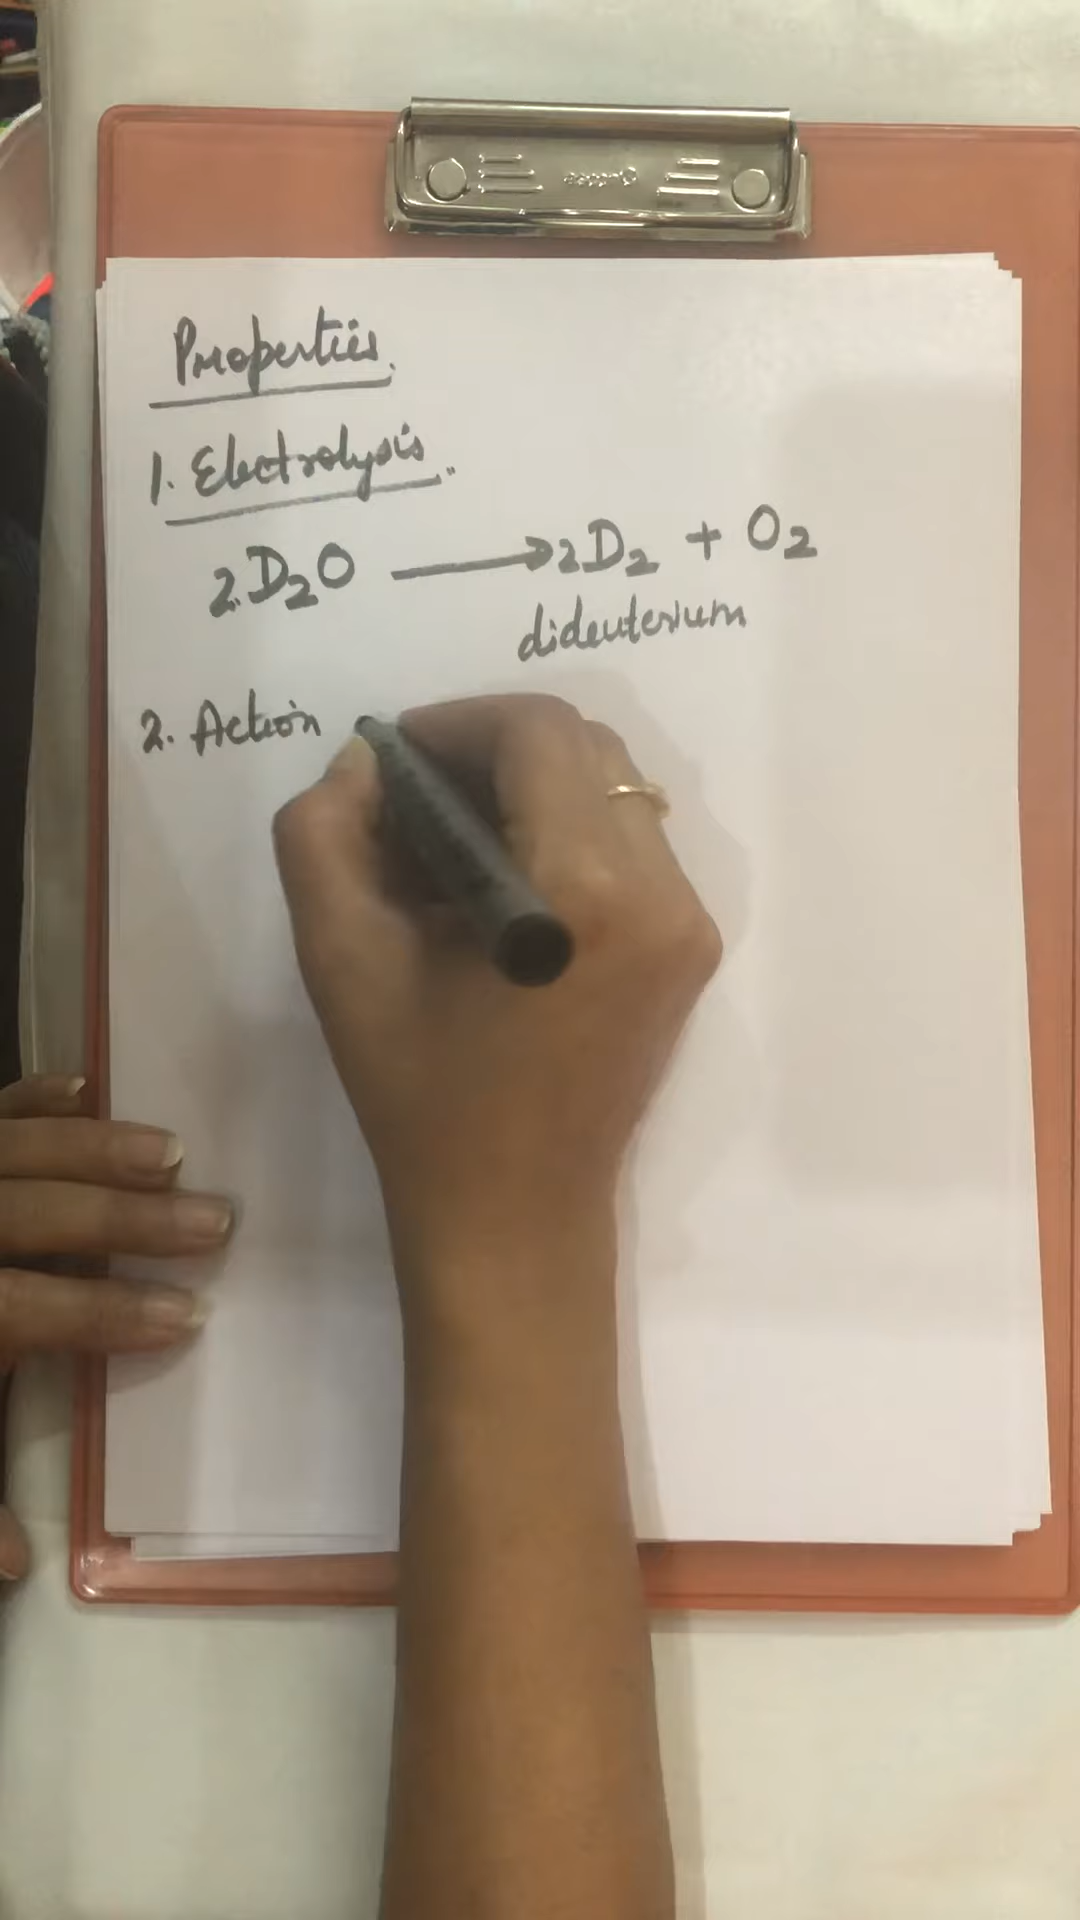 Properties.
1. Electrolysis
2D₂O ⟶ 2D₂ + O₂
dideuterium
2. Action